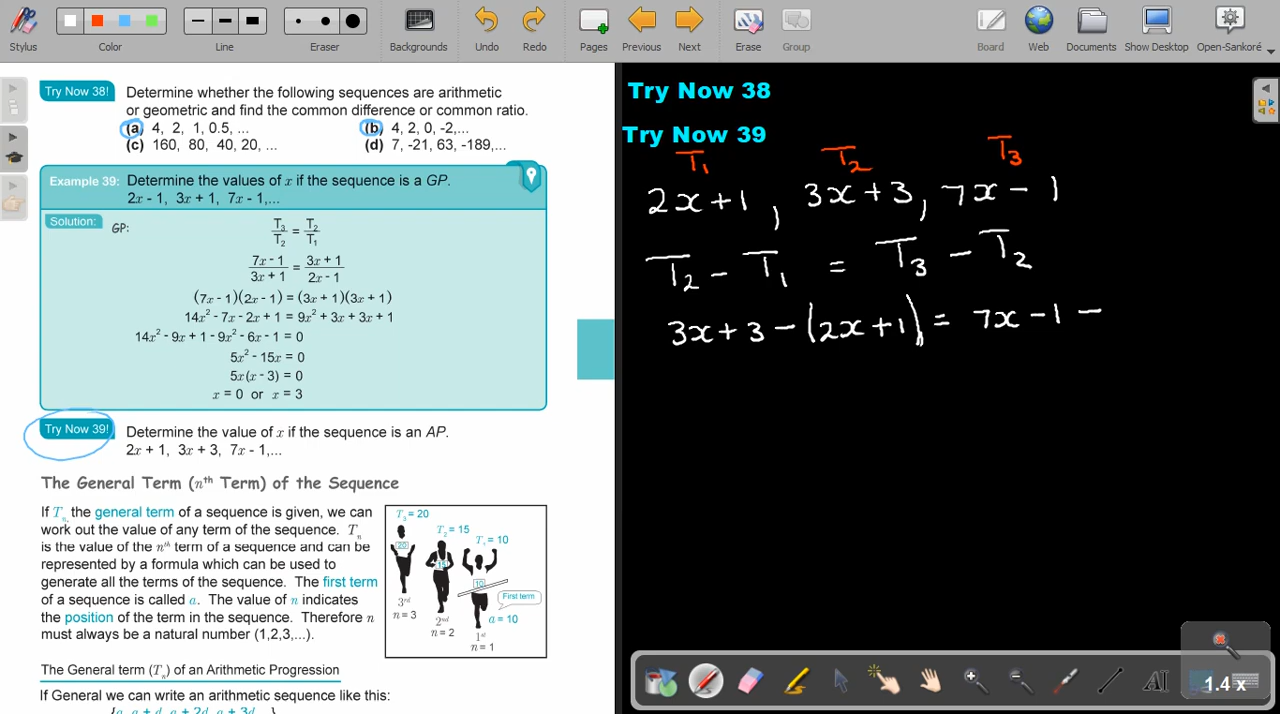 Stylus Color Line Eraser Backgrounds Undo Redo Pages Previous Next Erase Group Board Web Documents Show Desktop Open-Sankoré
Try Now 38! Determine whether the following sequences are arithmetic
or geometric and find the common difference or common ratio.
(a) 4, 2, 1, 0.5, ... (b) 4, 2, 0, -2,...
(c) 160, 80, 40, 20, ... (d) 7, -21, 63, -189,...
Example 39: Determine the values of x if the sequence is a GP.
2x - 1, 3x + 1, 7x - 1,...
Solution: GP: T₃/T₂ = T₂/T₁
(7x - 1)/(3x + 1) = (3x + 1)/(2x - 1)
(7x - 1)(2x - 1) = (3x + 1)(3x + 1)
14x² - 7x - 2x + 1 = 9x² + 3x + 3x + 1
14x² - 9x + 1 - 9x² - 6x - 1 = 0
5x² - 15x = 0
5x(x - 3) = 0
x = 0 or x = 3
Try Now 39! Determine the value of x if the sequence is an AP.
2x + 1, 3x + 3, 7x - 1,...
The General Term (nᵗʰ Term) of the Sequence
If Tₙ, the general term of a sequence is given, we can
work out the value of any term of the sequence. Tₙ
is the value of the nᵗʰ term of a sequence and can be
represented by a formula which can be used to
generate all the terms of the sequence. The first term
of a sequence is called a. The value of n indicates
the position of the term in the sequence. Therefore n
must always be a natural number (1,2,3,...).
T₃ = 20
T₂ = 15
T₁ = 10
20
15
10
First term
a = 10
3ʳᵈ
n = 3
2ⁿᵈ
n = 2
1ˢᵗ
n = 1
The General term (Tₙ) of an Arithmetic Progression
If General we can write an arithmetic sequence like this:
{a, a + d, a + 2d, a + 3d, ...}
Try Now 38
Try Now 39
T₁ T₂ T₃
2x+1, 3x+3, 7x-1
T₂ - T₁ = T₃ - T₂
3x+3-(2x+1) = 7x-1-
1.4 x